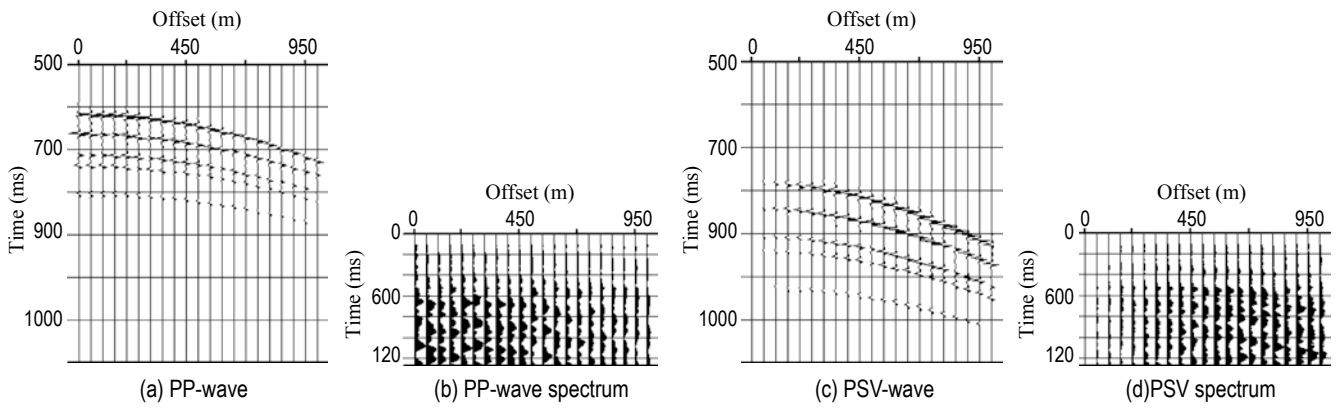 Offset (m)
0 450 950
500
700
900
1000
Time (ms)
(a) PP-wave
Offset (m)
0 450 950
0
600
120
Time (ms)
(b) PP-wave spectrum
Offset (m)
0 450 950
500
700
900
1000
Time (ms)
(c) PSV-wave
Offset (m)
0 450 950
0
600
120
Time (ms)
(d)PSV spectrum